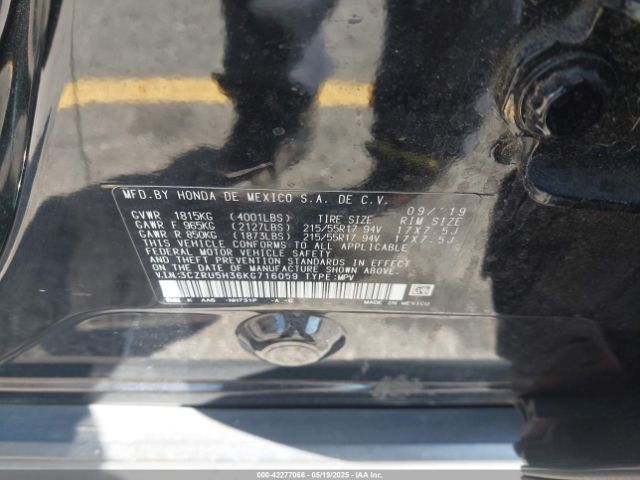 MFD.BY HONDA DE MEXICO S.A. DE C.V. 09/'19
GVWR 1815KG (4001LBS) TIRE SIZE RIM SIZE
GAWR F 965KG (2127LBS) 215/55R17 94V 17X7.5J
GAWR R 850KG (1873LBS) 215/55R17 94V 17X7.5J
THIS VEHICLE CONFORMS TO ALL APPLICABLE
FEDERAL MOTOR VEHICLE SAFETY AND
THEFT PREVENTION STANDARDS IN EFFECT ON THE
DATE OF MANUFACTURE SHOWN ABOVE.
V.I.N:3CZRU5H36KG716059 TYPE:MPV
K AA6 -NH731P -A -G MADE IN MEXICO
000-42277066 - 05/19/2025 - IAA Inc.